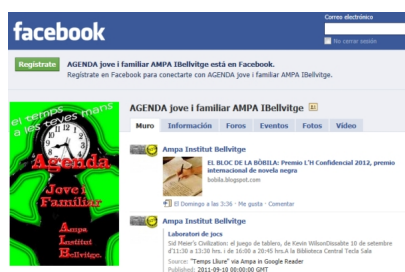 Correo electrónico
facebook
No cerrar sesión
Regístrate
AGENDA jove i familiar AMPA IBellvitge está en Facebook.
Regístrate en Facebook para conectarte con AGENDA jove i familiar AMPA IBellvitge.
el temps
a les teves mans
Agenda
Jove i
Familiar
Ampa
Institut
Bellvitge.
AGENDA jove i familiar AMPA IBellvitge
Muro Información Foros Eventos Fotos Video
Ampa Institut Bellvitge
EL BLOC DE LA BÒBILA: Premio L'H Confidencial 2012, premio
internacional de novela negra
bobila.blogspot.com
El Domingo a las 3:36 · Me gusta · Comentar
Ampa Institut Bellvitge
Laboratori de jocs
Sid Meier's Civilization: el juego de tablero, de Kevin WilsonDissabte 10 de setembre
d'11:30 a 13:30 hrs. i de 16:00 a 20:45 hrs.A la Biblioteca Central Tecla Sala
Source: "Temps Lliure" via Ampa in Google Reader
Published: 2011-09-10 00:00:00 GMT